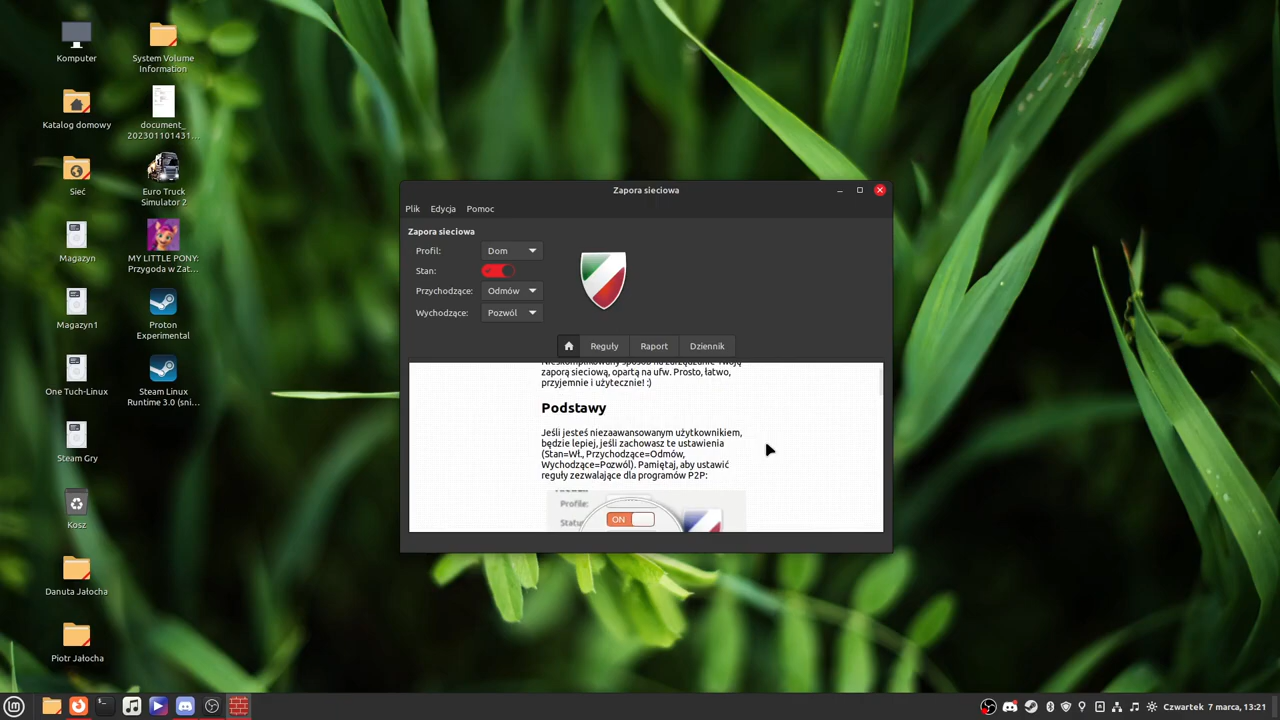 Komputer
System Volume
Information
Katalog domowy
document_
202301101431...
Sieć
Euro Truck
Simulator 2
Magazyn
MY LITTLE PONY:
Przygoda w Zat...
Magazyn1
Proton
Experimental
One Tuch-Linux
Steam Linux
Runtime 3.0 (sni...
Steam Gry
Kosz
Danuta Jałocha
Piotr Jałocha
Zapora sieciowa
Plik Edycja Pomoc
Zapora sieciowa
Profil: Dom
Stan:
Przychodzące: Odmów
Wychodzące: Pozwól
Reguły Raport Dziennik
Nieskomplikowany sposób na zarządzanie Twoją
zaporą sieciową, opartą na ufw. Prosto, łatwo,
przyjemnie i użytecznie! :)
Podstawy
Jeśli jesteś niezaawansowanym użytkownikiem,
będzie lepiej, jeśli zachowasz te ustawienia
(Stan=Wł., Przychodzące=Odmów,
Wychodzące=Pozwól). Pamiętaj, aby ustawić
reguły zezwalające dla programów P2P:
Profile:
ON
Czwartek 7 marca, 13:21